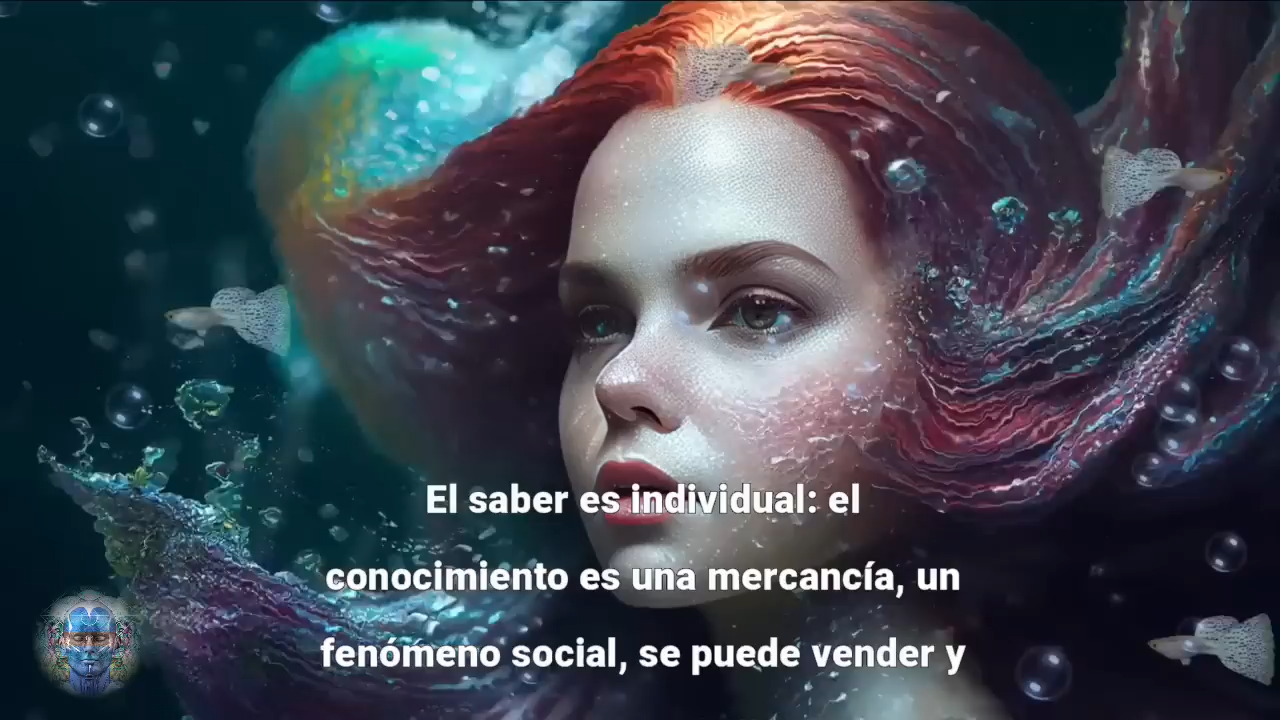 El saber es individual: el
conocimiento es una mercancía, un
fenómeno social, se puede vender y